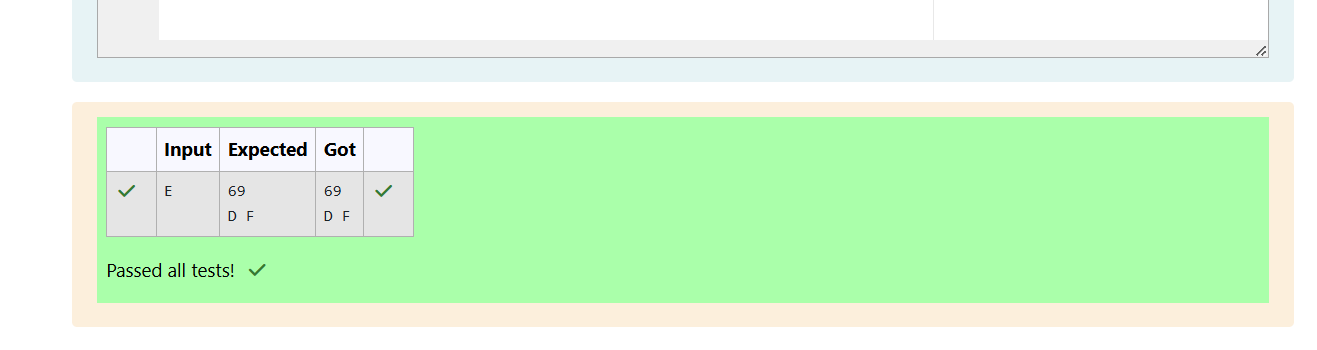 Input Expected Got
E 69 69
D F D F
Passed all tests!